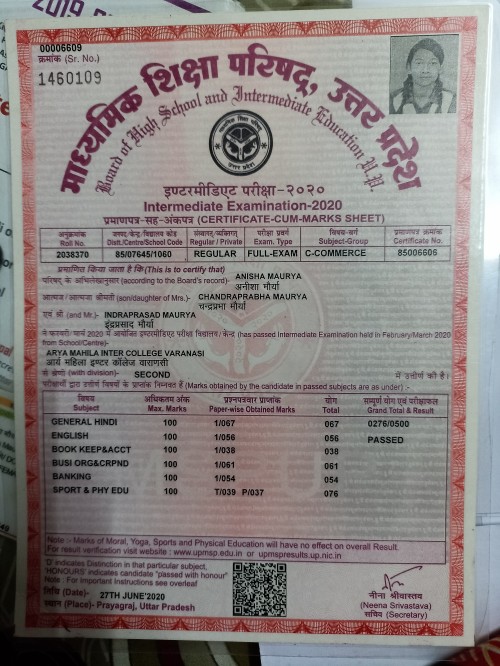 2019
00006609
क्रमांक (Sr. No.)
1460109
माध्यमिक शिक्षा परिषद्, उत्तर प्रदेश
Board of High School and Intermediate Education U.P.
इण्टरमीडिएट परीक्षा-२०२०
Intermediate Examination-2020
प्रमाणपत्र-सह-अंकपत्र (CERTIFICATE-CUM-MARKS SHEET)
अनुक्रमांक जनपद/केन्द्र/विद्यालय कोड संस्थागत/व्यक्तिगत परीक्षा प्रवर्ग विषय-वर्ग प्रमाणपत्र क्रमांक
Roll No. Distt./Centre/School Code Regular / Private Exam. Type Subject-Group Certificate No.
2038370 85/07645/1060 REGULAR FULL-EXAM C-COMMERCE 85006606
प्रमाणित किया जाता है कि(This is to certify that)
परिषद् के अभिलेखानुसार (according to the Board's record)- ANISHA MAURYA
अनीशा मौर्या
आत्मज / आत्मजा श्रीमती (son/daughter of Mrs.)- CHANDRAPRABHA MAURYA
चन्द्रप्रभा मौर्या
एवं श्री (and Mr.)- INDRAPRASAD MAURYA
इंद्रप्रसाद मौर्या
ने फरवरी/ मार्च 2020 में आयोजित इण्टरमीडिएट परीक्षा विद्यालय/ केन्द्र (has passed Intermediate Examination held in February/March 2020
from School/Centre)-
ARYA MAHILA INTER COLLEGE VARANASI
आर्य महिला इण्टर कॉलेज वाराणसी
से श्रेणी (with division)- SECOND में उत्तीर्ण की है।
परीक्षार्थी द्वारा उत्तीर्ण विषयों के प्राप्तांक निम्नवत हैं (Marks obtained by the candidate in passed subjects are as under) :-
विषय अधिकतम अंक प्रश्नपत्रवार प्राप्तांक योग सम्पूर्ण योग एवं परीक्षाफल
Subject Max. Marks Paper-wise Obtained Marks Total Grand Total & Result
GENERAL HINDI 100 1/067 067 0276/0500
ENGLISH 100 1/056 056 PASSED
BOOK KEEP&ACCT 100 1/038 038
BUSI ORG&CRPND 100 1/061 061
BANKING 100 1/054 054
SPORT & PHY EDU 100 T/039 P/037 076
Note :- Marks of Moral, Yoga, Sports and Physical Education will have no effect on overall Result.
For result verification visit website : www.upmsp.edu.in or upmspresults.up.nic.in
'D' indicates Distinction in that particular subject.
'HONOURS' indicates candidate "passed with honour"
Note : For Important Instructions see overleaf
तिथि (Date)- 27TH JUNE'2020
स्थान (Place)- Prayagraj, Uttar Pradesh
नीना श्रीवास्तव
(Neena Srivastava)
सचिव (Secretary)